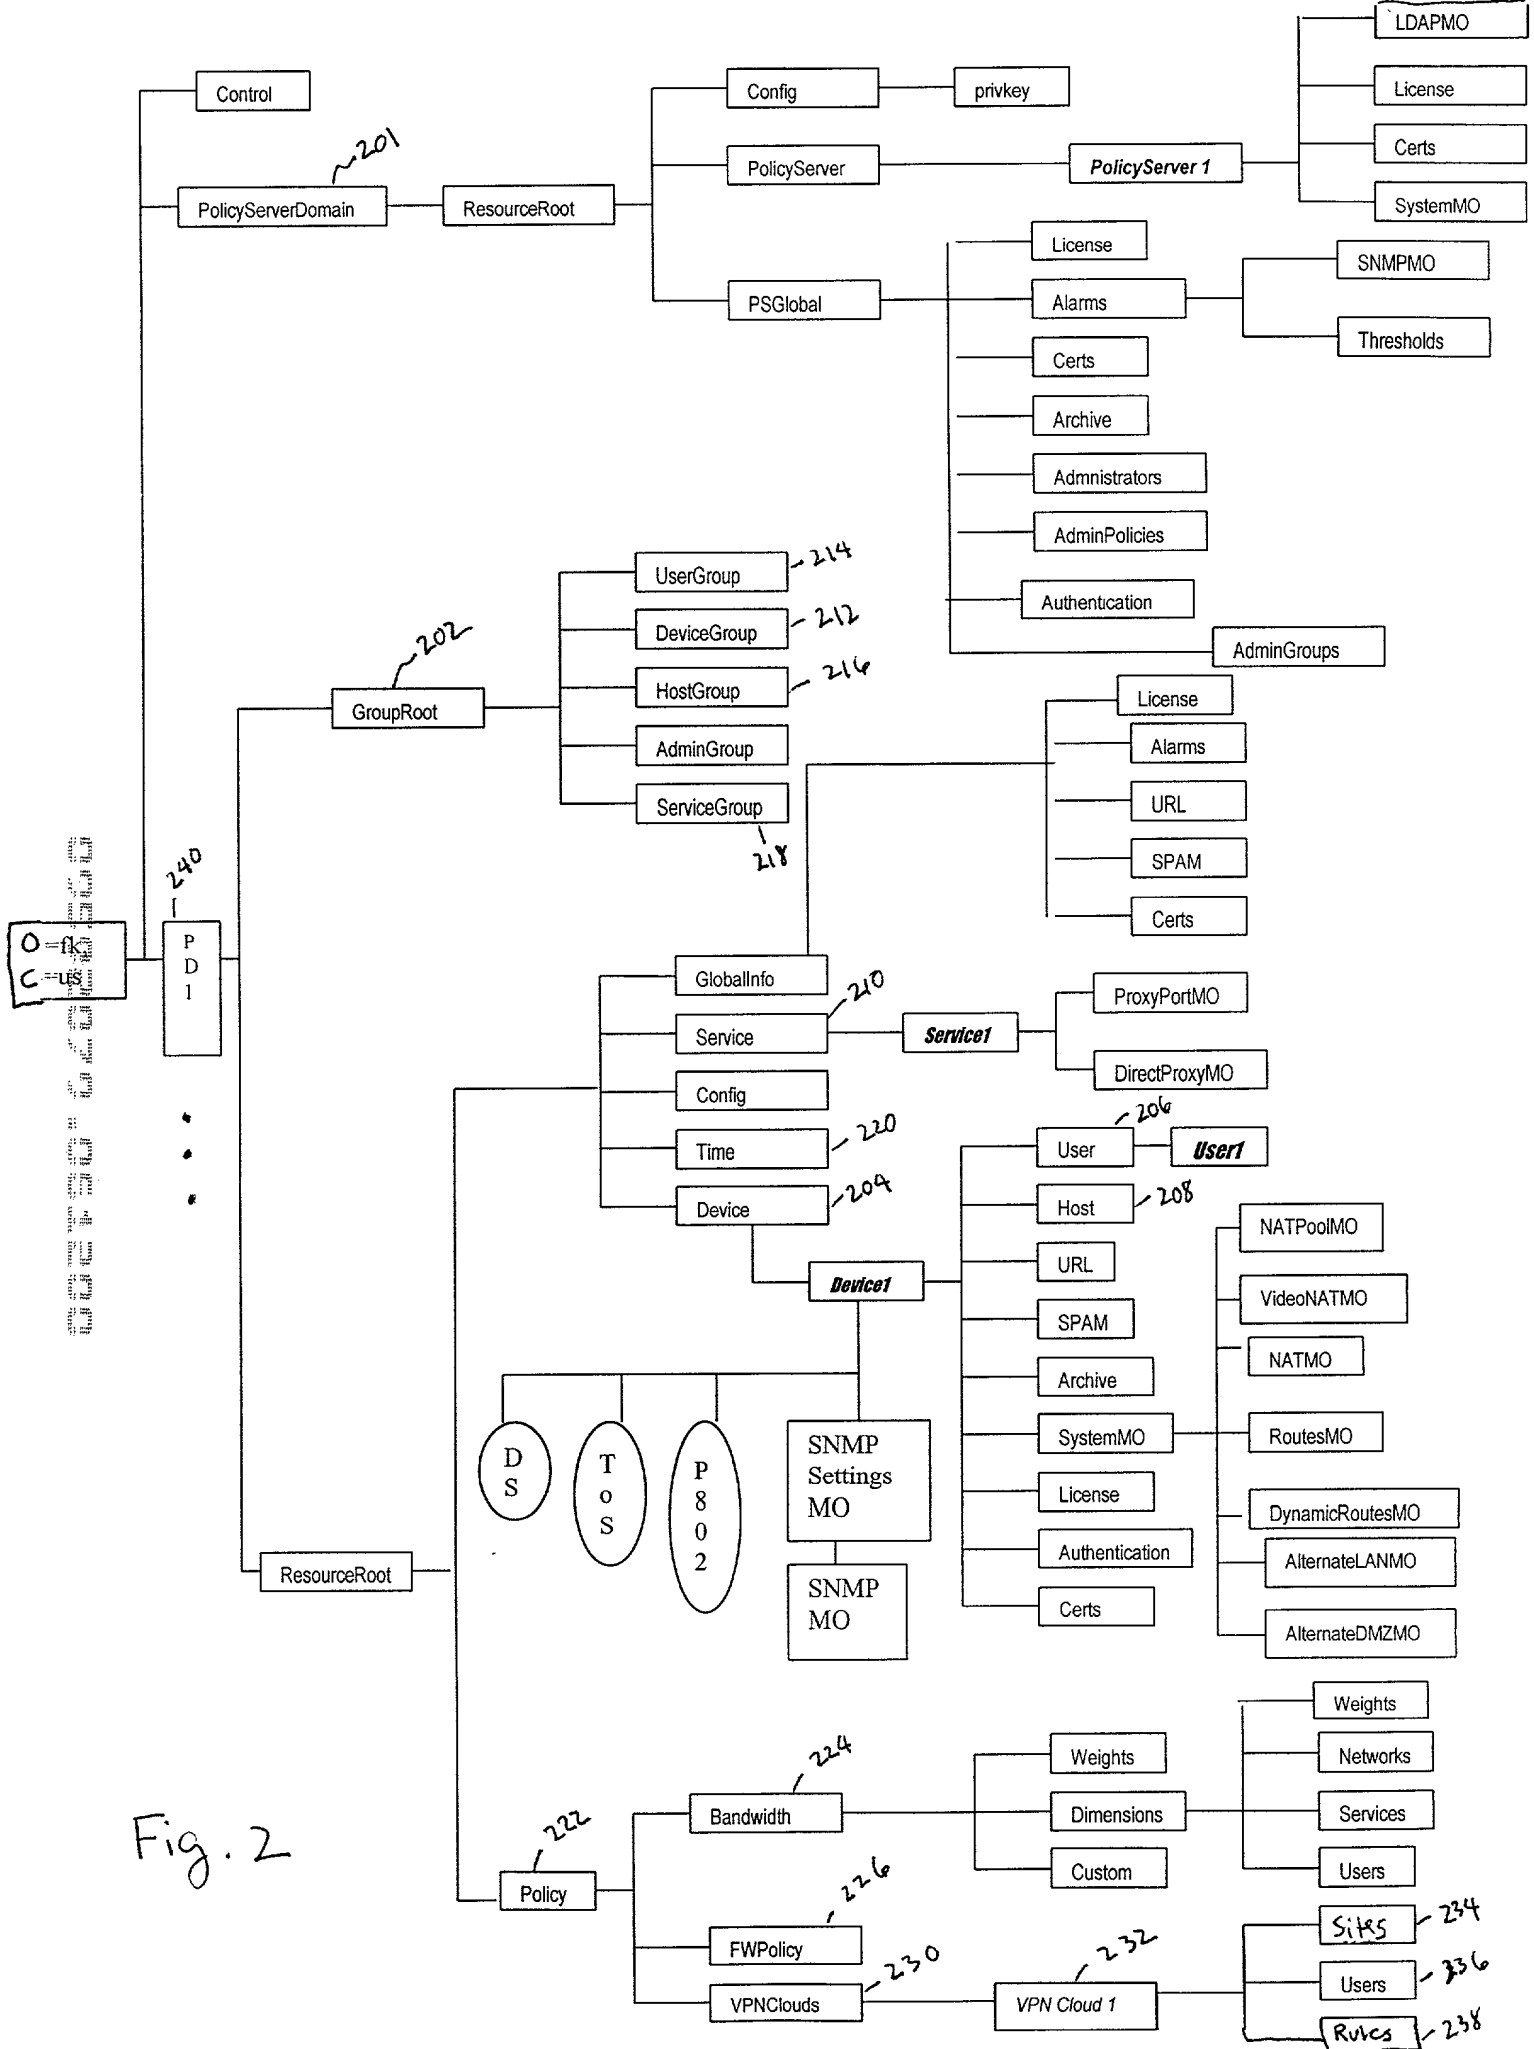 LDAPMO
Control
Config
privkey
License
201
PolicyServer
PolicyServer 1
Certs
PolicyServerDomain
ResourceRoot
SystemMO
License
SNMPMO
PSGlobal
Alarms
Thresholds
Certs
Archive
Admnistrators
AdminPolicies
UserGroup
214
Authentication
DeviceGroup
212
202
AdminGroups
HostGroup
216
GroupRoot
License
AdminGroup
Alarms
ServiceGroup
URL
218
SPAM
240
Certs
O =fk,
C =us
P
D
1
GlobalInfo
210
ProxyPortMO
Service
Service1
DirectProxyMO
Config
206
Time
220
User
User1
Device
204
Host
208
NATPoolMO
URL
Device1
VideoNATMO
SPAM
NATMO
Archive
SystemMO
RoutesMO
D
S
T
o
S
P
8
0
2
SNMP
Settings
MO
License
DynamicRoutesMO
Authentication
AlternateLANMO
ResourceRoot
SNMP
MO
Certs
AlternateDMZMO
Weights
224
Weights
Networks
Bandwidth
Dimensions
Services
222
Custom
Users
Policy
226
Sites
234
FWPolicy
230
232
Users
236
VPNClouds
VPN Cloud 1
Rules
238
Fig. 2